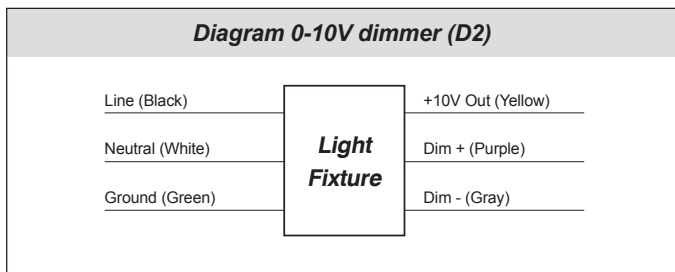 Diagram 0-10V dimmer (D2)
Line (Black)
Neutral (White)
Ground (Green)
Light
Fixture
+10V Out (Yellow)
Dim + (Purple)
Dim - (Gray)